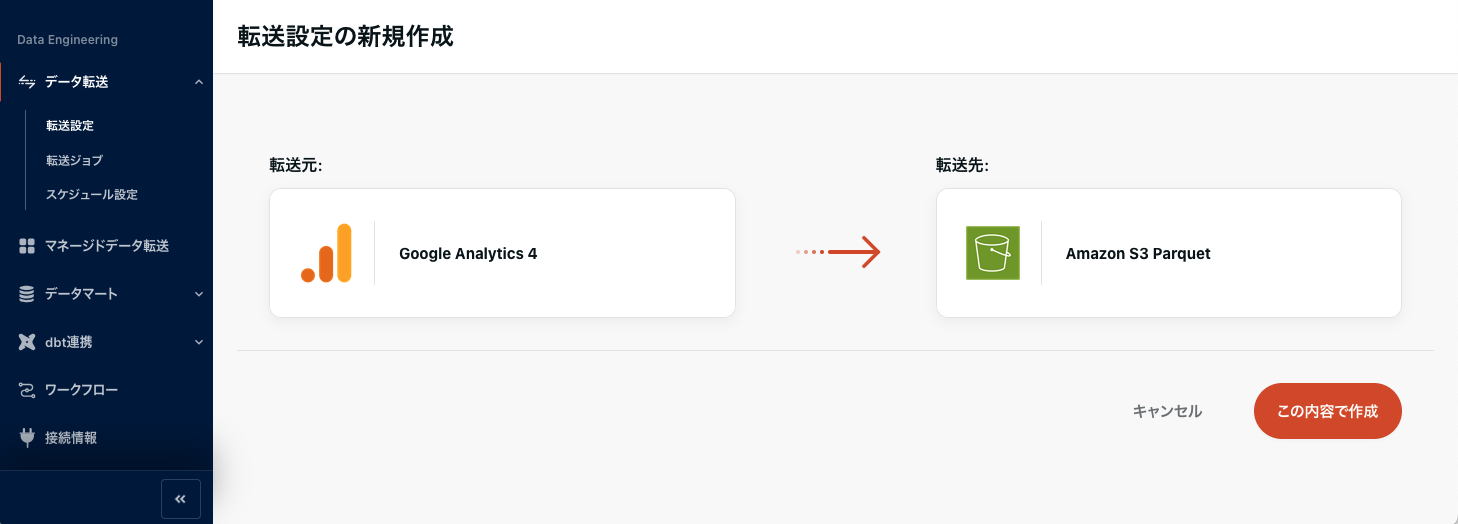 Data Engineering
データ転送
転送設定
転送ジョブ
スケジュール設定
マネージドデータ転送
データマート
dbt連携
ワークフロー
接続情報
転送設定の新規作成
転送元:
Google Analytics 4
転送先:
Amazon S3 Parquet
キャンセル
この内容で作成